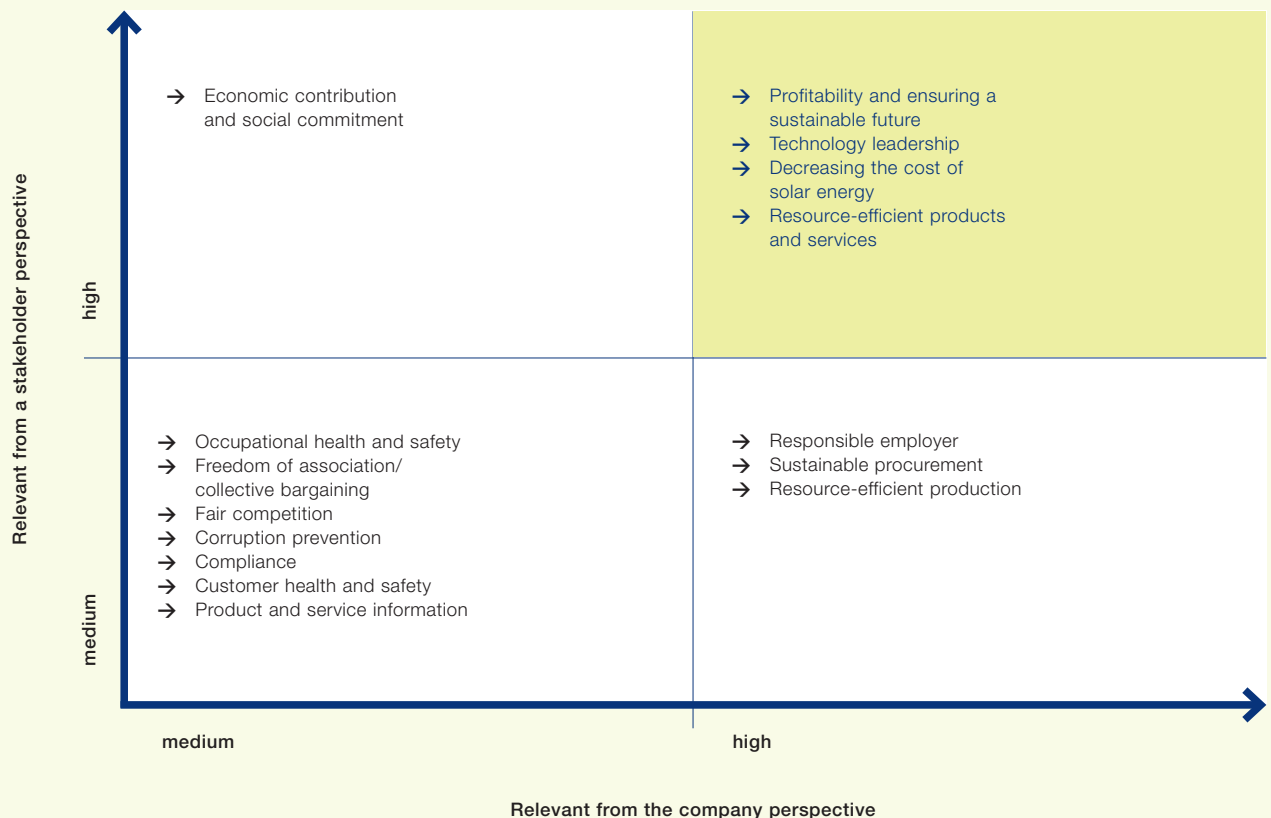 Relevant from a stakeholder perspective
high
medium
→ Economic contribution
and social commitment
→ Profitability and ensuring a
sustainable future
→ Technology leadership
→ Decreasing the cost of
solar energy
→ Resource-efficient products
and services
→ Occupational health and safety
→ Freedom of association/
collective bargaining
→ Fair competition
→ Corruption prevention
→ Compliance
→ Customer health and safety
→ Product and service information
→ Responsible employer
→ Sustainable procurement
→ Resource-efficient production
medium
high
Relevant from the company perspective